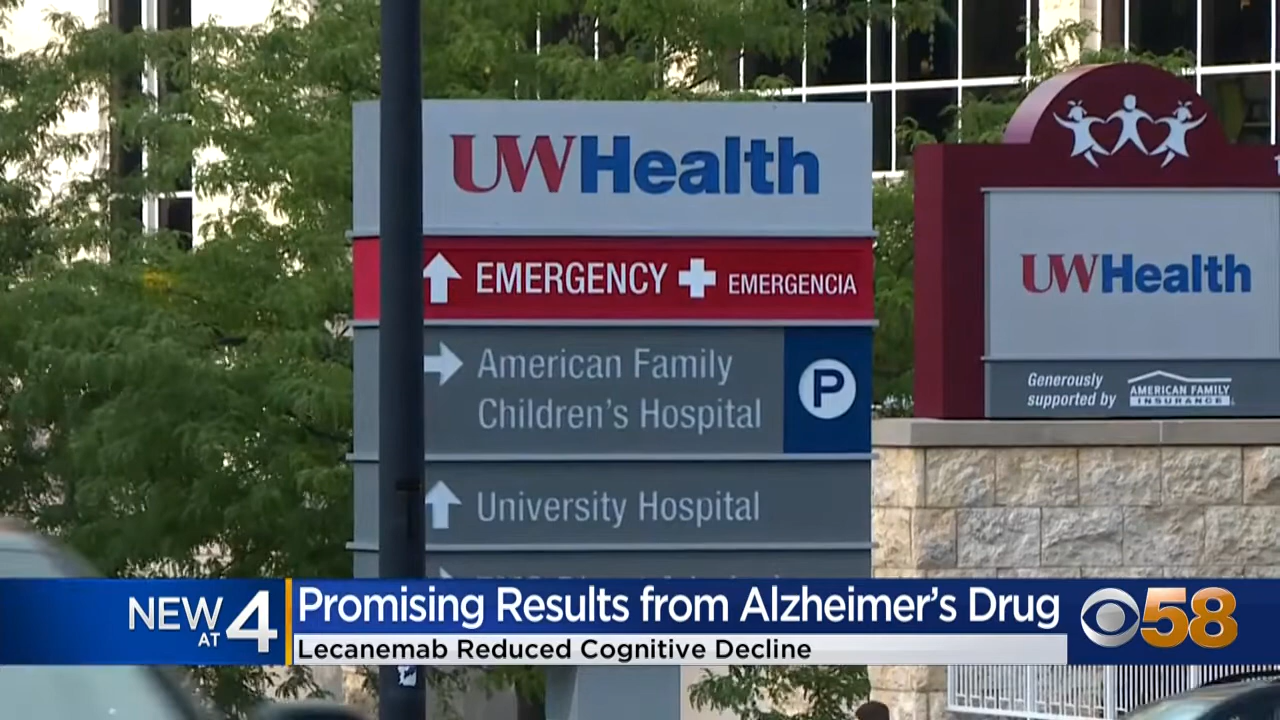 UWHealth
EMERGENCY EMERGENCIA
American Family
Children's Hospital
P
University Hospital
UWHealth
Generously
supported by
AMERICAN FAMILY
INSURANCE
NEW
AT 4
Promising Results from Alzheimer's Drug
Lecanemab Reduced Cognitive Decline
58